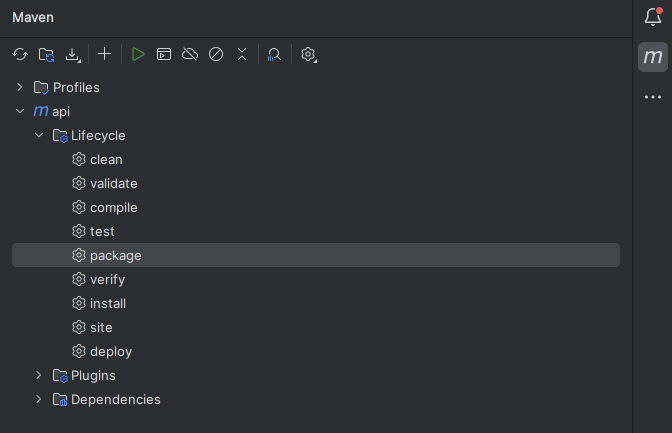 Maven
Profiles
m api
Lifecycle
clean
validate
compile
test
package
verify
install
site
deploy
Plugins
Dependencies
m